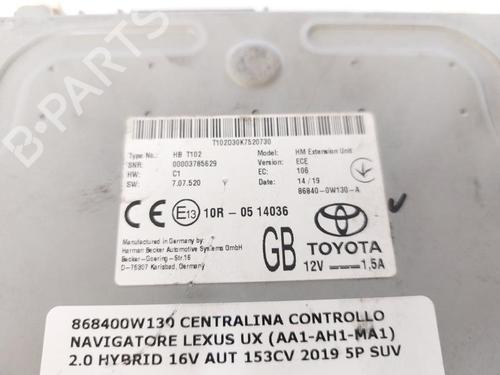 T102D30K7520730
Type No.: HB T102 Model: HM Extension Unit
SNR: 00003785629 Version: ECE
HW: C1 EC: 106
SW: 7.07.520 Y Date: 14/19
86840-0W130-A
CE E13 10R - 05 14036
Manufactured in Germany by:
Harman Becker Automotive Systems GmbH
Becker-Goering-Str.16
D-76307 Karlsbad, Germany
GB TOYOTA
12V 1,5A
868400W130 CENTRALINA CONTROLLO
NAVIGATORE LEXUS UX (AA1-AH1-MA1)
2.0 HYBRID 16V AUT 153CV 2019 5P SUV